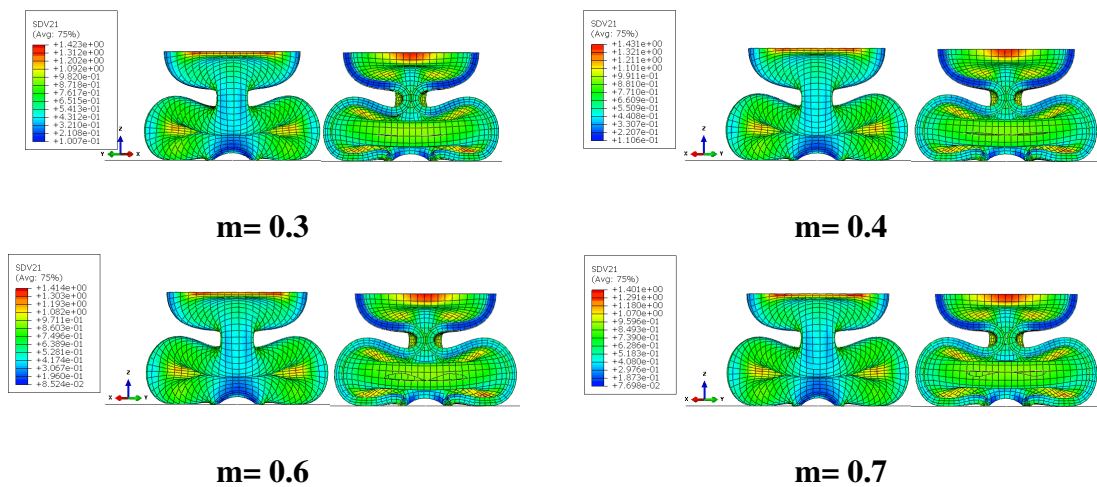 SDV21
(Avg: 75%)
+1.423e+00
+1.312e+00
+1.202e+00
+1.092e+00
+9.820e-01
+8.718e-01
+7.617e-01
+6.515e-01
+5.413e-01
+4.312e-01
+3.210e-01
+2.108e-01
+1.007e-01
Z
Y
X
m= 0.3
SDV21
(Avg: 75%)
+1.431e+00
+1.321e+00
+1.211e+00
+1.101e+00
+9.911e-01
+8.810e-01
+7.710e-01
+6.609e-01
+5.509e-01
+4.408e-01
+3.307e-01
+2.207e-01
+1.106e-01
Z
Y
X
m= 0.4
SDV21
(Avg: 75%)
+1.414e+00
+1.303e+00
+1.193e+00
+1.082e+00
+9.711e-01
+8.603e-01
+7.496e-01
+6.389e-01
+5.281e-01
+4.174e-01
+3.067e-01
+1.960e-01
+8.524e-02
Z
X
Y
m= 0.6
SDV21
(Avg: 75%)
+1.401e+00
+1.291e+00
+1.180e+00
+1.070e+00
+9.596e-01
+8.493e-01
+7.390e-01
+6.286e-01
+5.183e-01
+4.080e-01
+2.976e-01
+1.873e-01
+7.698e-02
Z
X
Y
m= 0.7